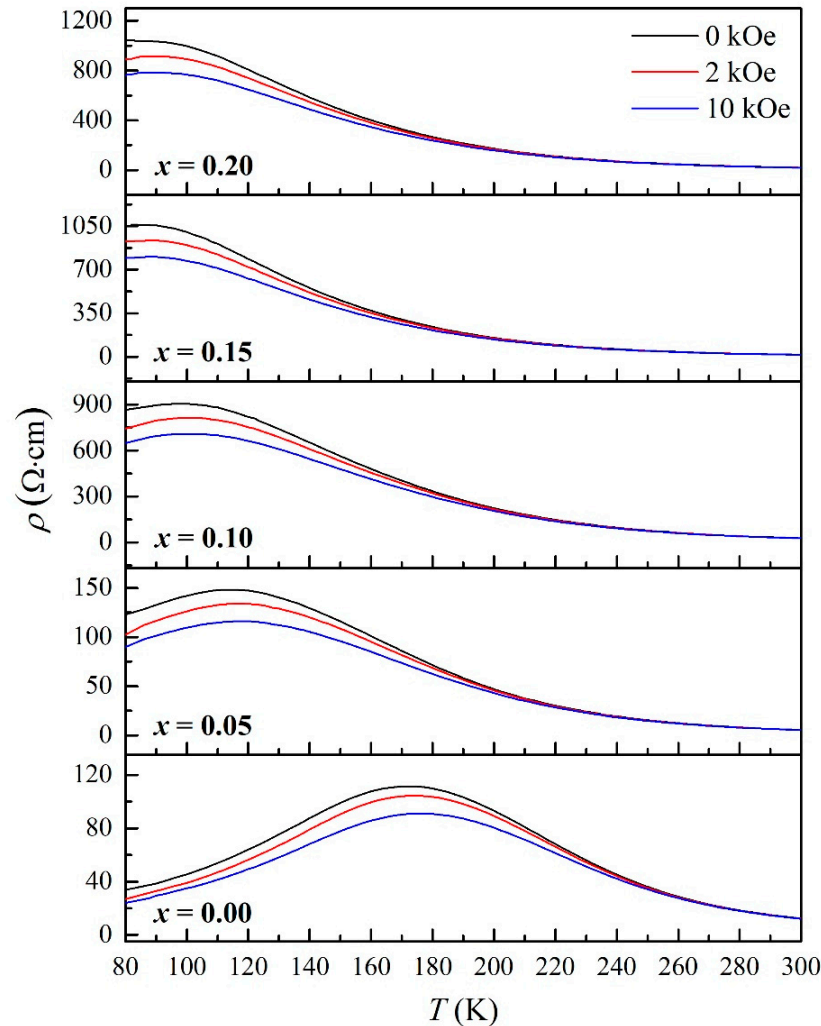 1200
800
400
0
x = 0.20
0 kOe
2 kOe
10 kOe
1050
700
350
0
x = 0.15
900
600
300
0
x = 0.10
ρ (Ω·cm)
150
100
50
0
x = 0.05
120
80
40
0
x = 0.00
80 100 120 140 160 180 200 220 240 260 280 300
T (K)